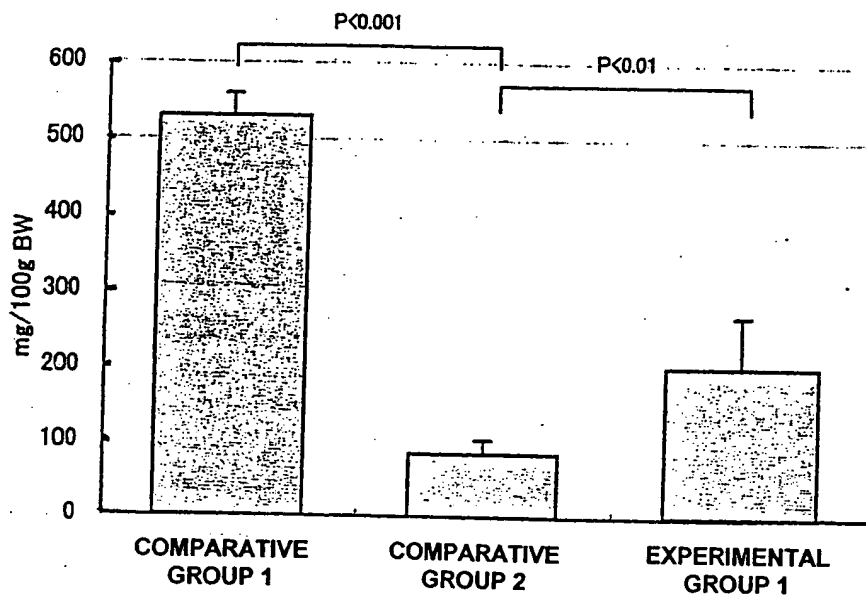 P<0.001
P<0.01
600
500
400
300
200
100
0
mg/100g BW
COMPARATIVE GROUP 1
COMPARATIVE GROUP 2
EXPERIMENTAL GROUP 1